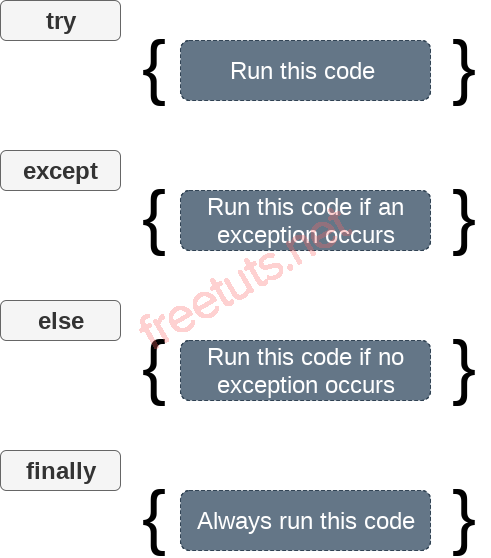 try
{ Run this code }
except
{ Run this code if an
exception occurs }
freetuts.net
else
{ Run this code if no
exception occurs }
finally
{ Always run this code }